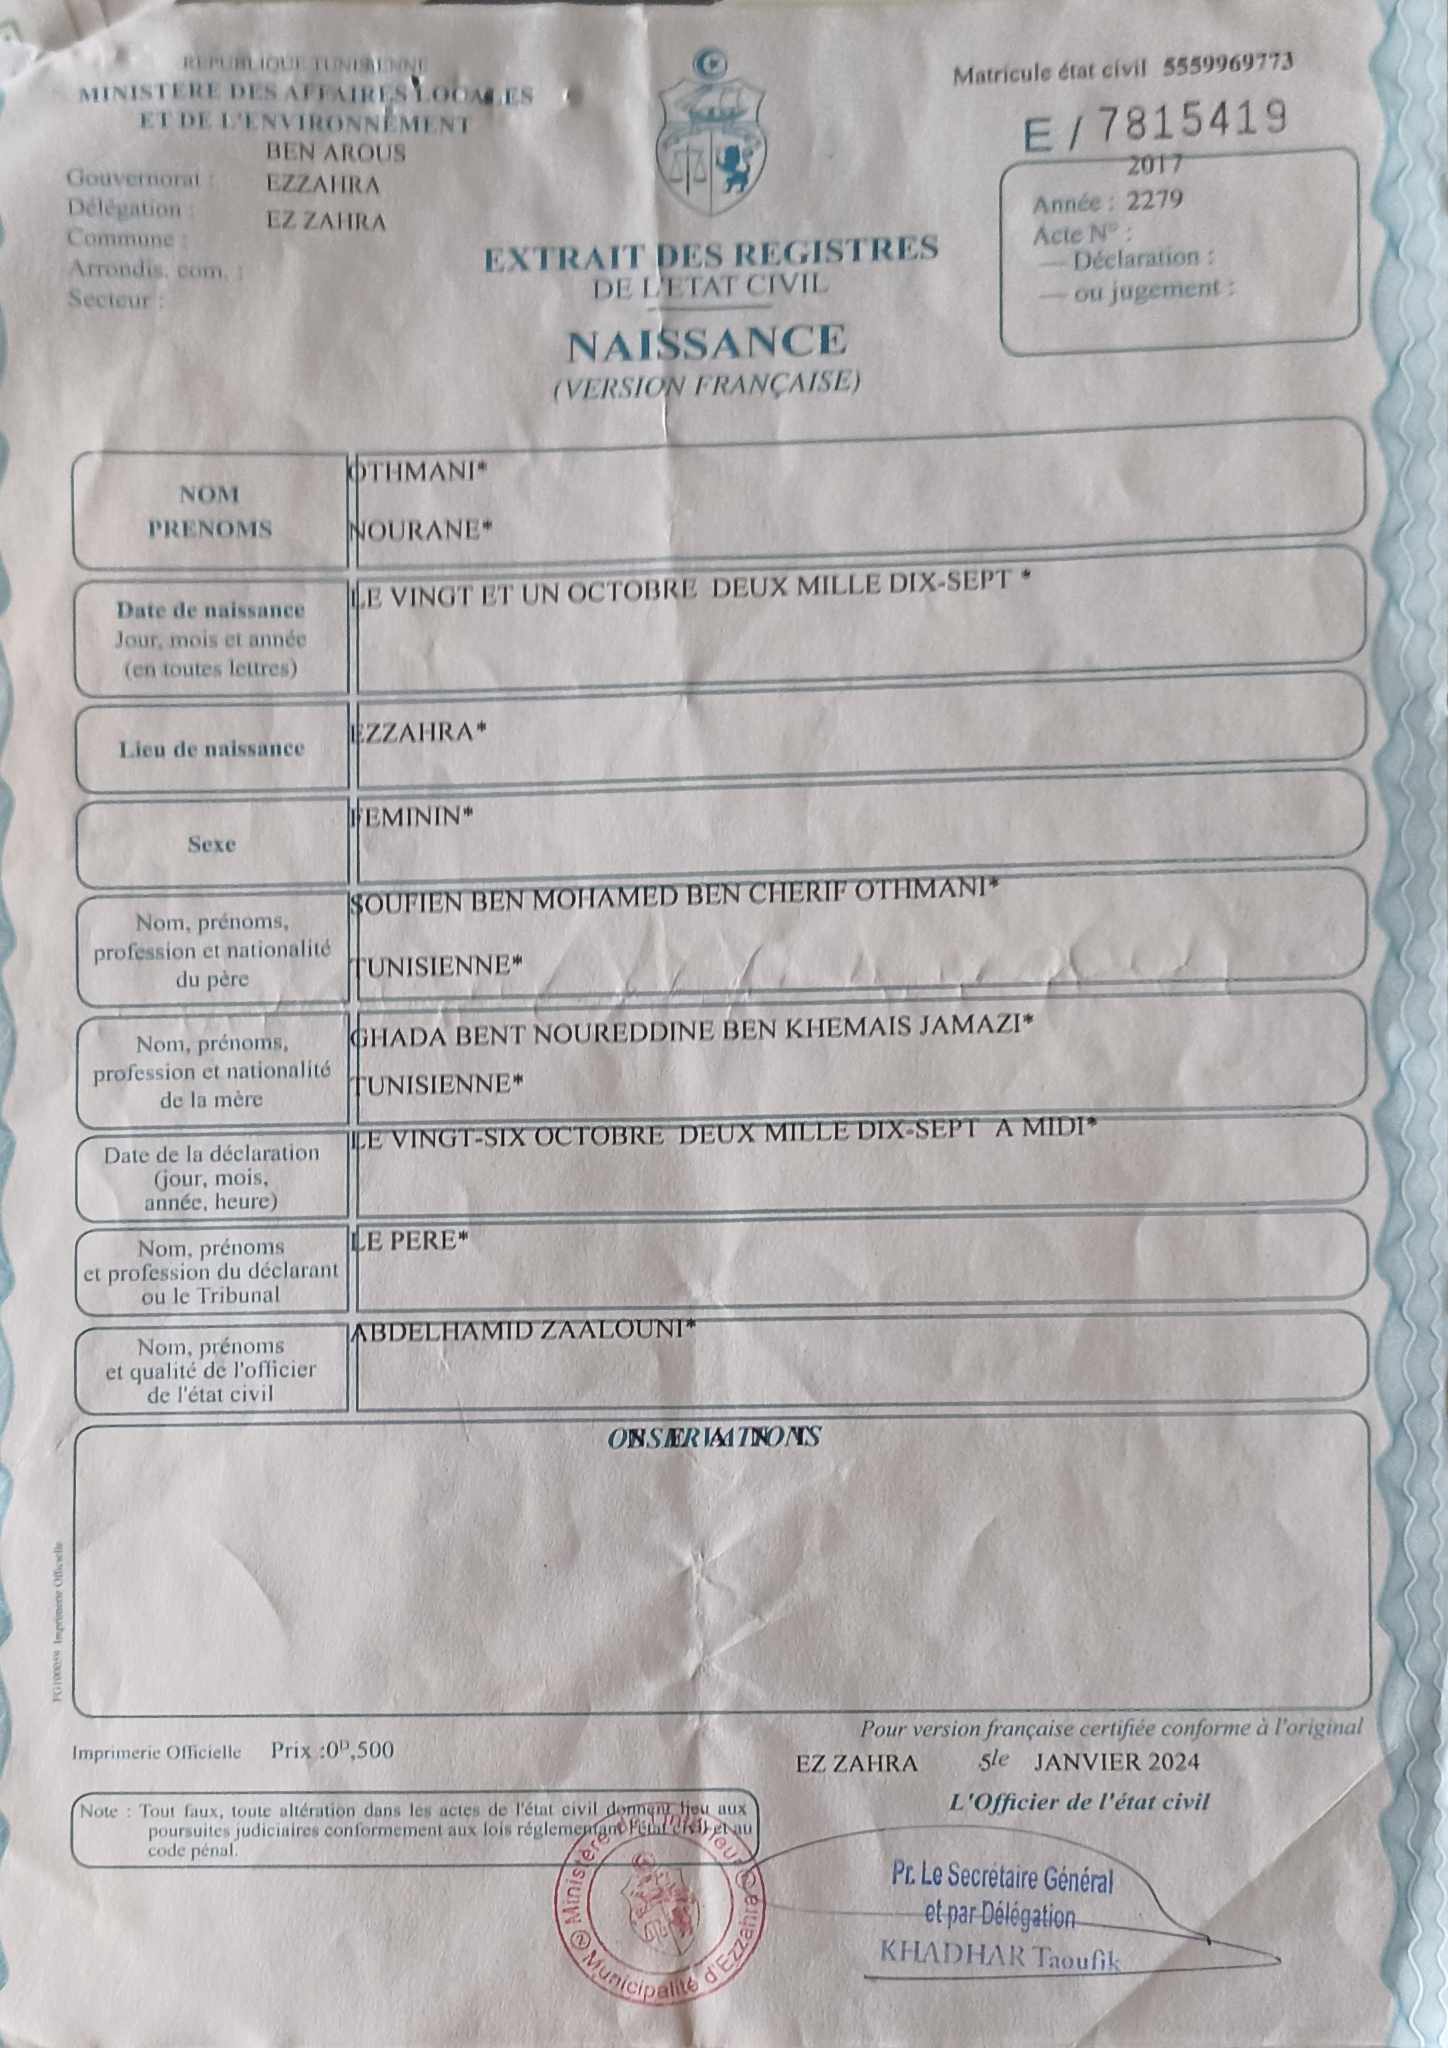 REPUBLIQUE TUNISIENNE
MINISTERE DES AFFAIRES LOCALES
ET DE L'ENVIRONNEMENT
BEN AROUS
Gouvernorat :
EZZAHRA
Délégation :
EZ ZAHRA
Commune :
Arrondis. com. :
Secteur :
Matricule état civil 5559969773
E / 7815419
2017
Année : 2279
Acte N° :
— Déclaration :
— ou jugement :
EXTRAIT DES REGISTRES
DE L'ETAT CIVIL
NAISSANCE
(VERSION FRANÇAISE)
NOM
PRENOMS
OTHMANI*
NOURANE*
Date de naissance
Jour, mois et année
(en toutes lettres)
LE VINGT ET UN OCTOBRE DEUX MILLE DIX-SEPT *
Lieu de naissance
EZZAHRA*
Sexe
FEMININ*
Nom, prénoms,
profession et nationalité
du père
SOUFIEN BEN MOHAMED BEN CHERIF OTHMANI*
TUNISIENNE*
Nom, prénoms,
profession et nationalité
de la mère
GHADA BENT NOUREDDINE BEN KHEMAIS JAMAZI*
TUNISIENNE*
Date de la déclaration
(jour, mois,
année, heure)
LE VINGT-SIX OCTOBRE DEUX MILLE DIX-SEPT A MIDI*
Nom, prénoms
et profession du déclarant
ou le Tribunal
LE PERE*
Nom, prénoms
et qualité de l'officier
de l'état civil
ABDELHAMID ZAALOUNI*
OBSERVATIONS
Imprimerie Officielle
Imprimerie Officielle Prix :0ᴰ,500
Pour version française certifiée conforme à l'original
EZ ZAHRA 5le JANVIER 2024
L'Officier de l'état civil
Note : Tout faux, toute altération dans les actes de l'état civil donnent lieu aux
poursuites judiciaires conformement aux lois réglementant l'état civil et au
code pénal.
Ministère de l'Intérieur
Municipalité d'Ezzahra
Pr. Le Secrétaire Général
et par Délégation
KHADHAR Taoufik